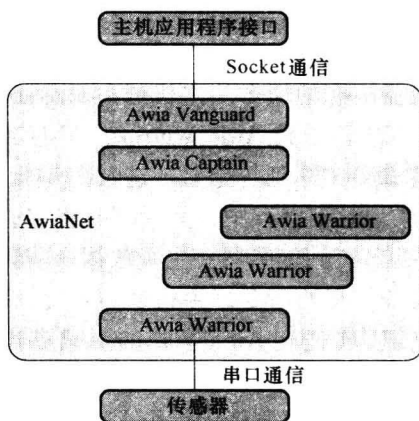 主机应用程序接口
Socket通信
Awia Vanguard
Awia Captain
AwiaNet
Awia Warrior
Awia Warrior
Awia Warrior
串口通信
传感器